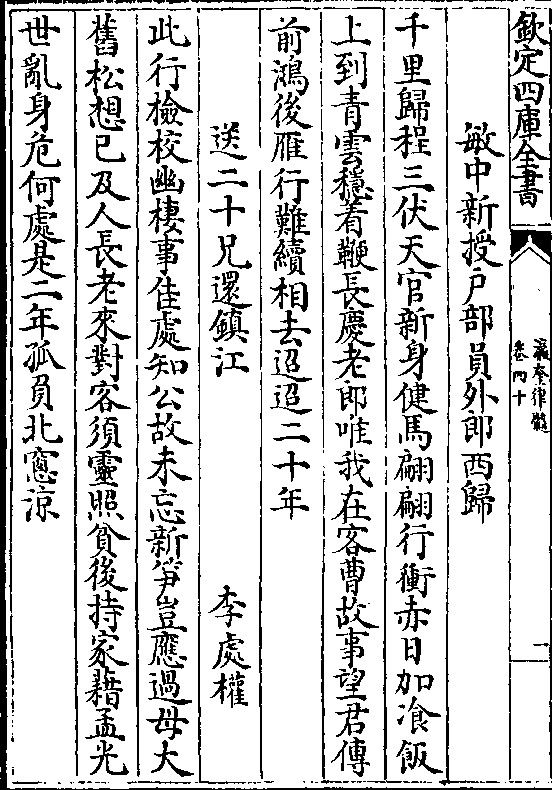 欽定四庫全書
瀛奎律髓
卷四十
一
敏中新授户部員外郎西歸
千里歸程三伏天官新身健馬翩翩行衝赤日加飡飯
上到青雲穩著鞭長慶老郎唯我在客曹故事望君傳
前鴻後雁行難續相去迢迢二十年
送二十兄還鎮江　李處權
此行檢校幽棲事佳處知公故未忘新筍豈應過母大
舊松想已及人長老來對客須靈照貧後持家藉孟光
世亂身危何處是二年孤負北窻涼